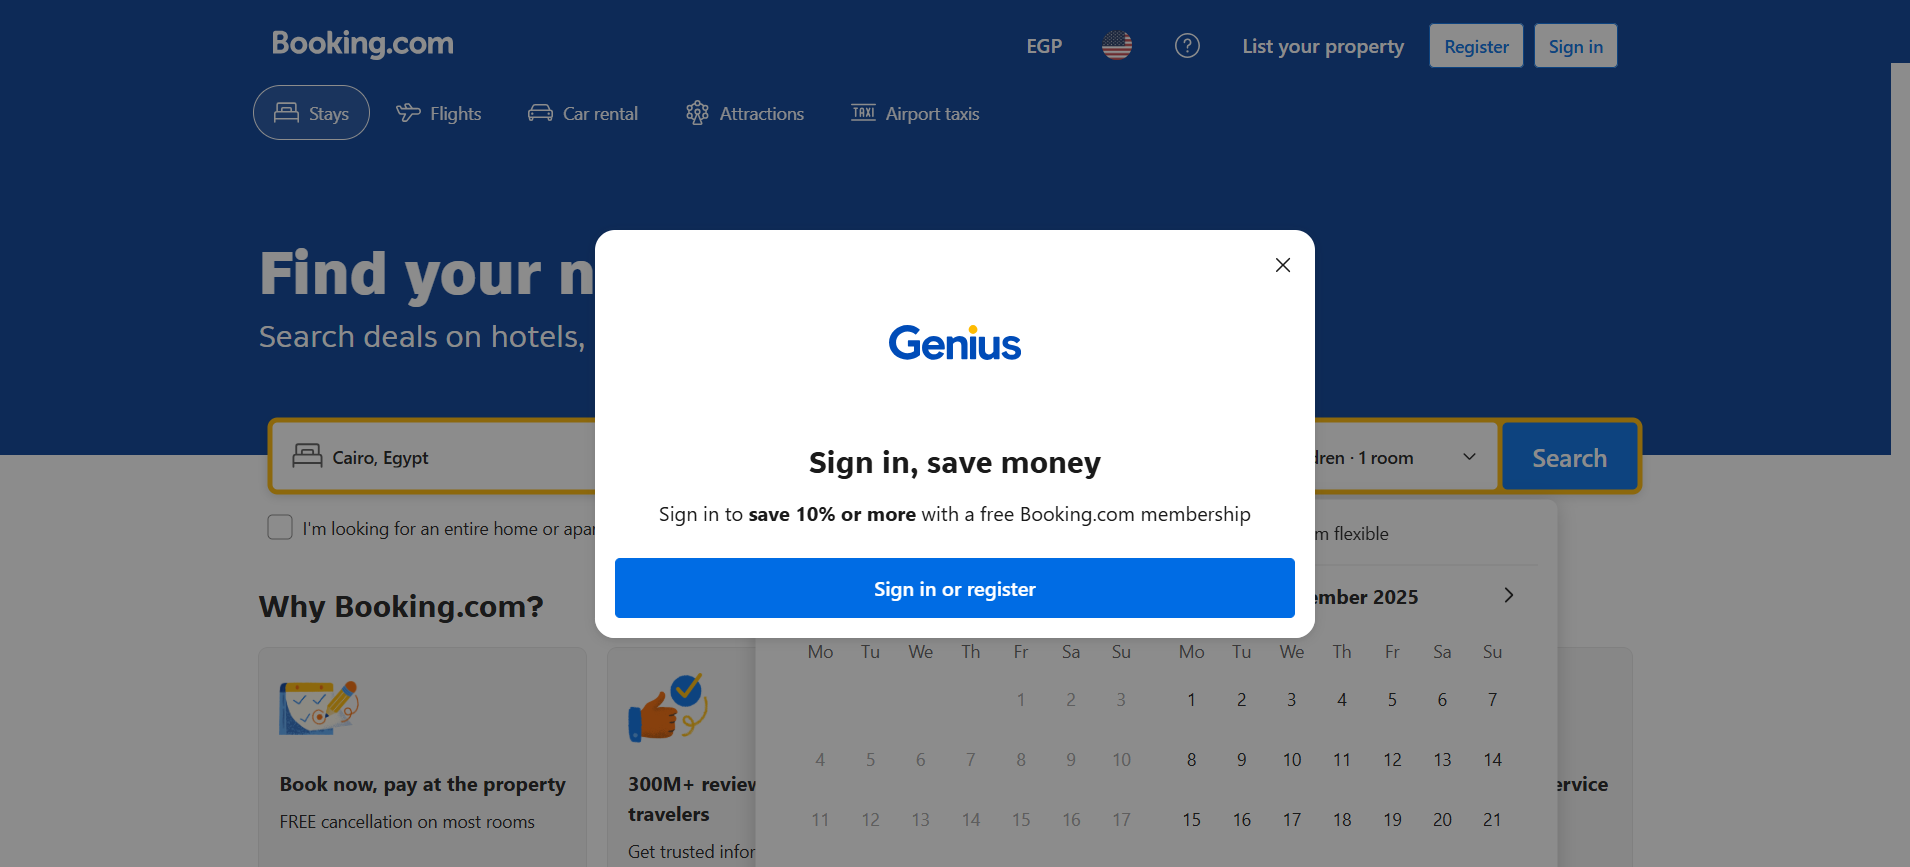 Booking.com
EGP
List your property
Register
Sign in
Stays
Flights
Car rental
Attractions
TAXI
Airport taxis
Find your n
Search deals on hotels,
Genius
Sign in, save money
Sign in to save 10% or more with a free Booking.com membership
Sign in or register
Cairo, Egypt
dren · 1 room
Search
I'm looking for an entire home or apar
m flexible
ember 2025
Mo Tu We Th Fr Sa Su
1 2 3
4 5 6 7 8 9 10
11 12 13 14 15 16 17
Mo Tu We Th Fr Sa Su
1 2 3 4 5 6 7
8 9 10 11 12 13 14
15 16 17 18 19 20 21
Why Booking.com?
Book now, pay at the property
FREE cancellation on most rooms
300M+ review
travelers
Get trusted infor
ervice